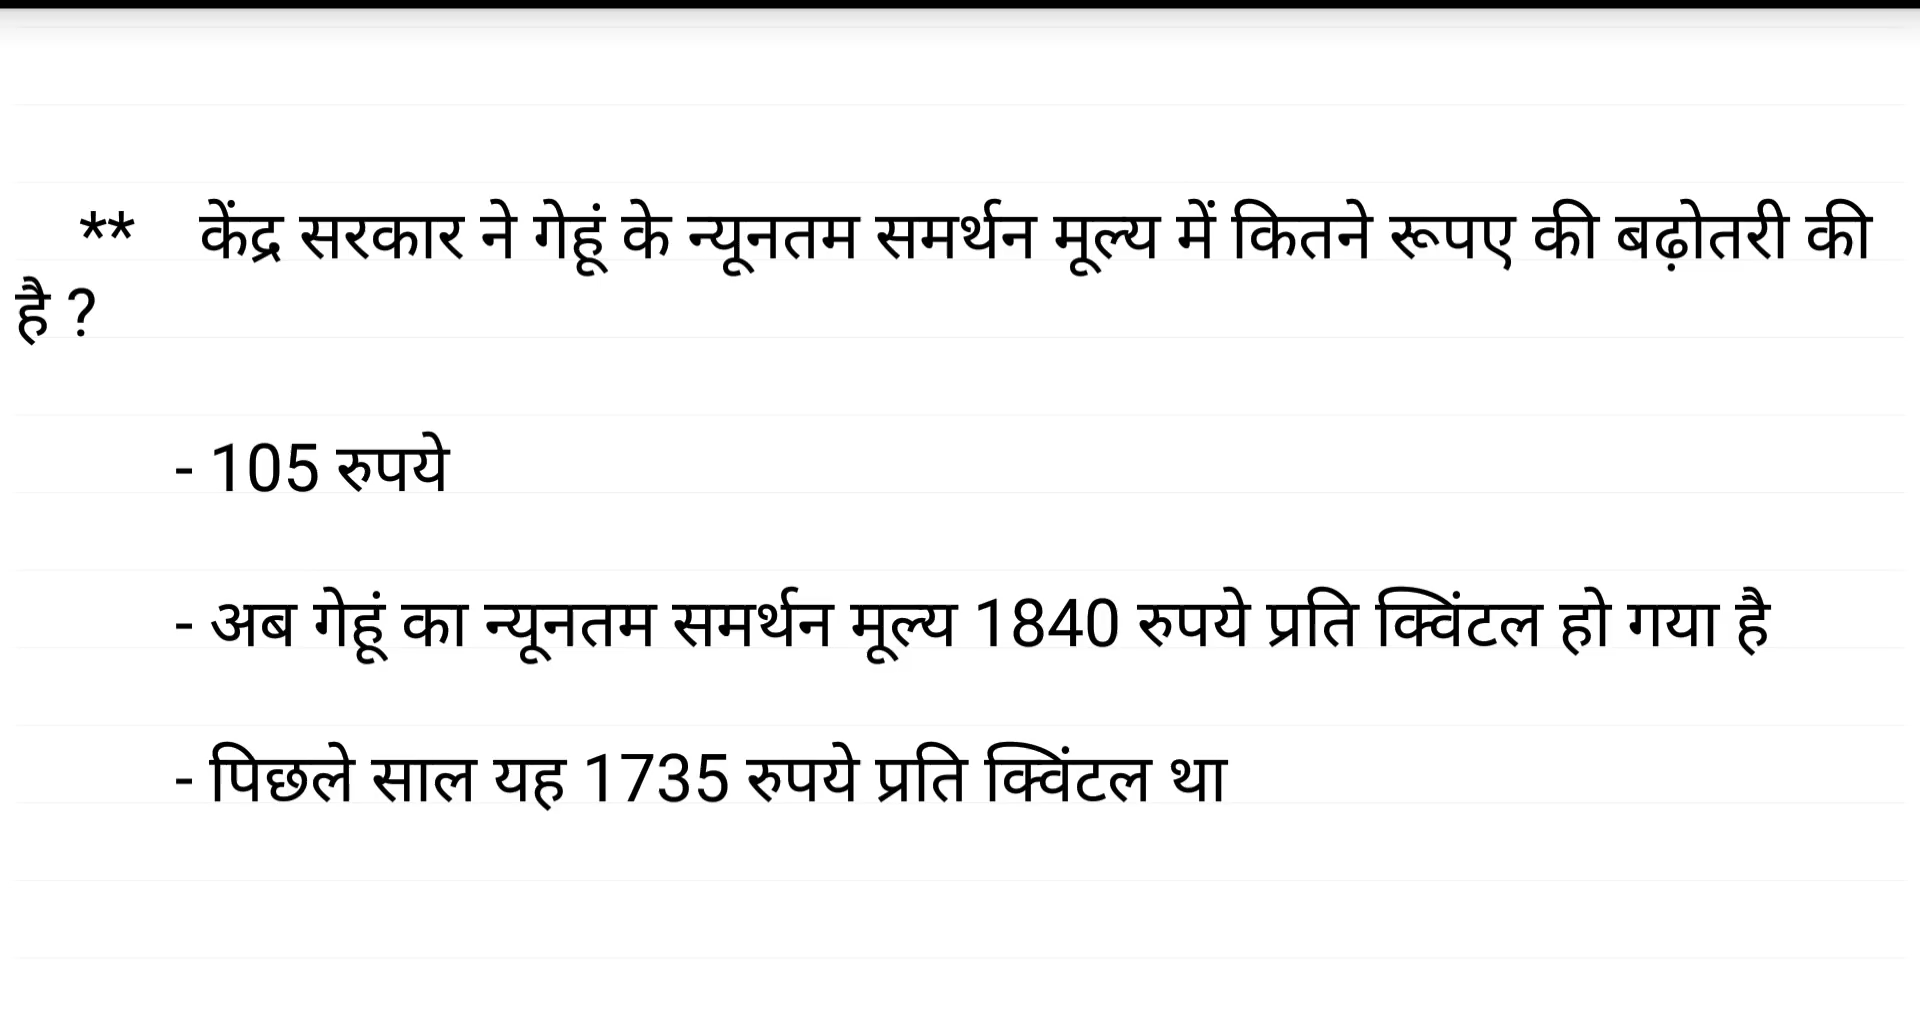 ** केंद्र सरकार ने गेहूं के न्यूनतम समर्थन मूल्य में कितने रूपए की बढ़ोतरी की
है ?
- 105 रुपये
- अब गेहूं का न्यूनतम समर्थन मूल्य 1840 रुपये प्रति क्विंटल हो गया है
- पिछले साल यह 1735 रुपये प्रति क्विंटल था